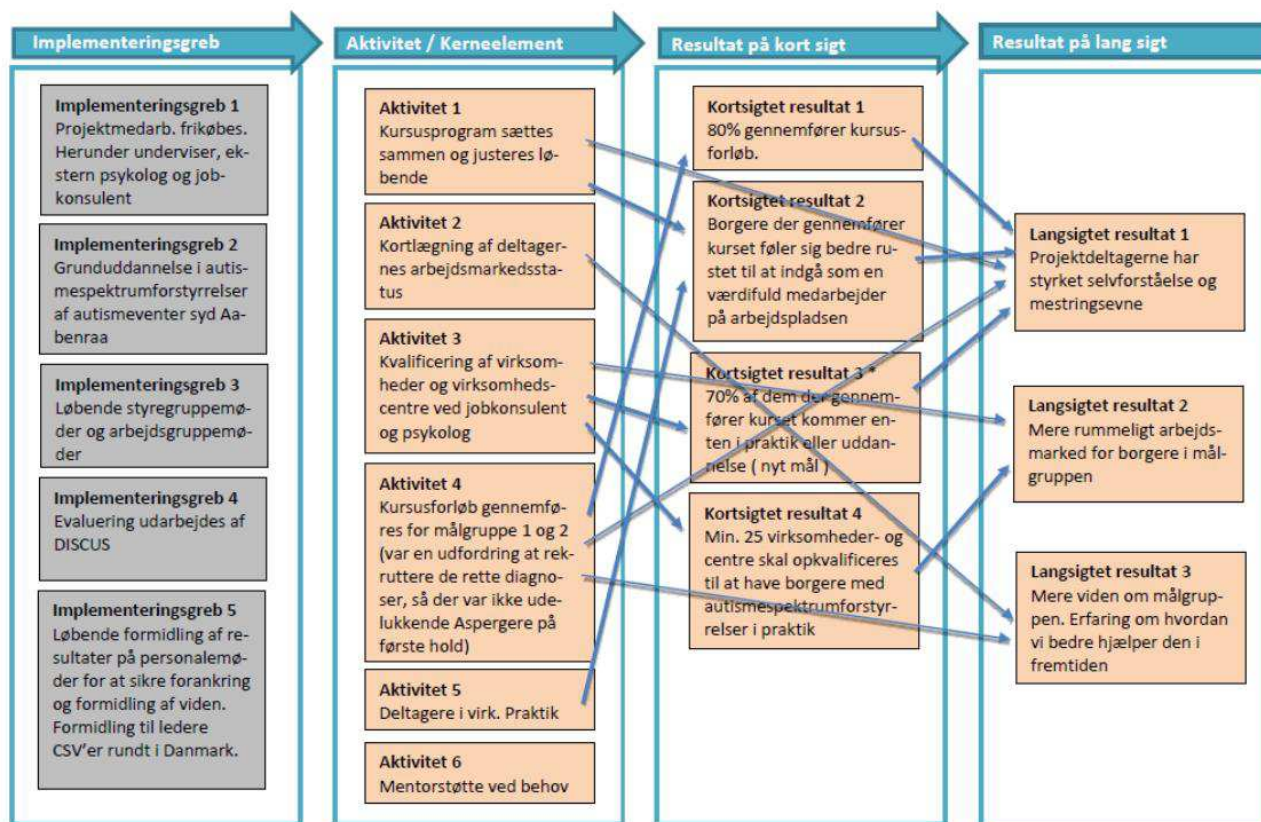 Implementeringsgreb
Aktivitet / Kerneelement
Resultat på kort sigt
Resultat på lang sigt
Implementeringsgreb 1
Projektmedarb. frikøbes.
Herunder underviser, ek-
stern psykolog og job-
konsulent
Implementeringsgreb 2
Grunduddannelse i autis-
mespektrumforstyrrelser
af autismeventer syd Aa-
benraa
Implementeringsgreb 3
Løbende styregruppemø-
der og arbejdsgruppemø-
der
Implementeringsgreb 4
Evaluering udarbejdes af
DISCUS
Implementeringsgreb 5
Løbende formidling af re-
sultater på personalemø-
der for at sikre forankring
og formidling af viden.
Formidling til ledere
CSV'er rundt i Danmark.
Aktivitet 1
Kursusprogram sættes
sammen og justeres lø-
bende
Aktivitet 2
Kortlægning af deltager-
nes arbejdsmarkedssta-
tus
Aktivitet 3
Kvalificering af virksom-
heder og virksomheds-
centre ved jobkonsulent
og psykolog
Aktivitet 4
Kursusforløb gennemfø-
res for målgruppe 1 og 2
(var en udfordring at rek-
ruttere de rette diagno-
ser, så der var ikke ude-
lukkende Aspergere på
første hold)
Aktivitet 5
Deltagere i virk. Praktik
Aktivitet 6
Mentorstøtte ved behov
Kortsigtet resultat 1
80% gennemfører kursus-
forløb.
Kortsigtet resultat 2
Borgere der gennemfører
kurset føler sig bedre ru-
stet til at indgå som en
værdifuld medarbejder
på arbejdspladsen
Kortsigtet resultat 3 *
70% af dem der gennem-
fører kurset kommer en-
ten i praktik eller uddan-
nelse ( nyt mål )
Kortsigtet resultat 4
Min. 25 virksomheder- og
centre skal opkvalificeres
til at have borgere med
autismespektrumforstyr-
relser i praktik
Langsigtet resultat 1
Projektdeltagerne har
styrket selvforståelse og
mestringsevne
Langsigtet resultat 2
Mere rummeligt arbejds-
marked for borgere i mål-
gruppen
Langsigtet resultat 3
Mere viden om målgrup-
pen. Erfaring om hvordan
vi bedre hjælper den i
fremtiden